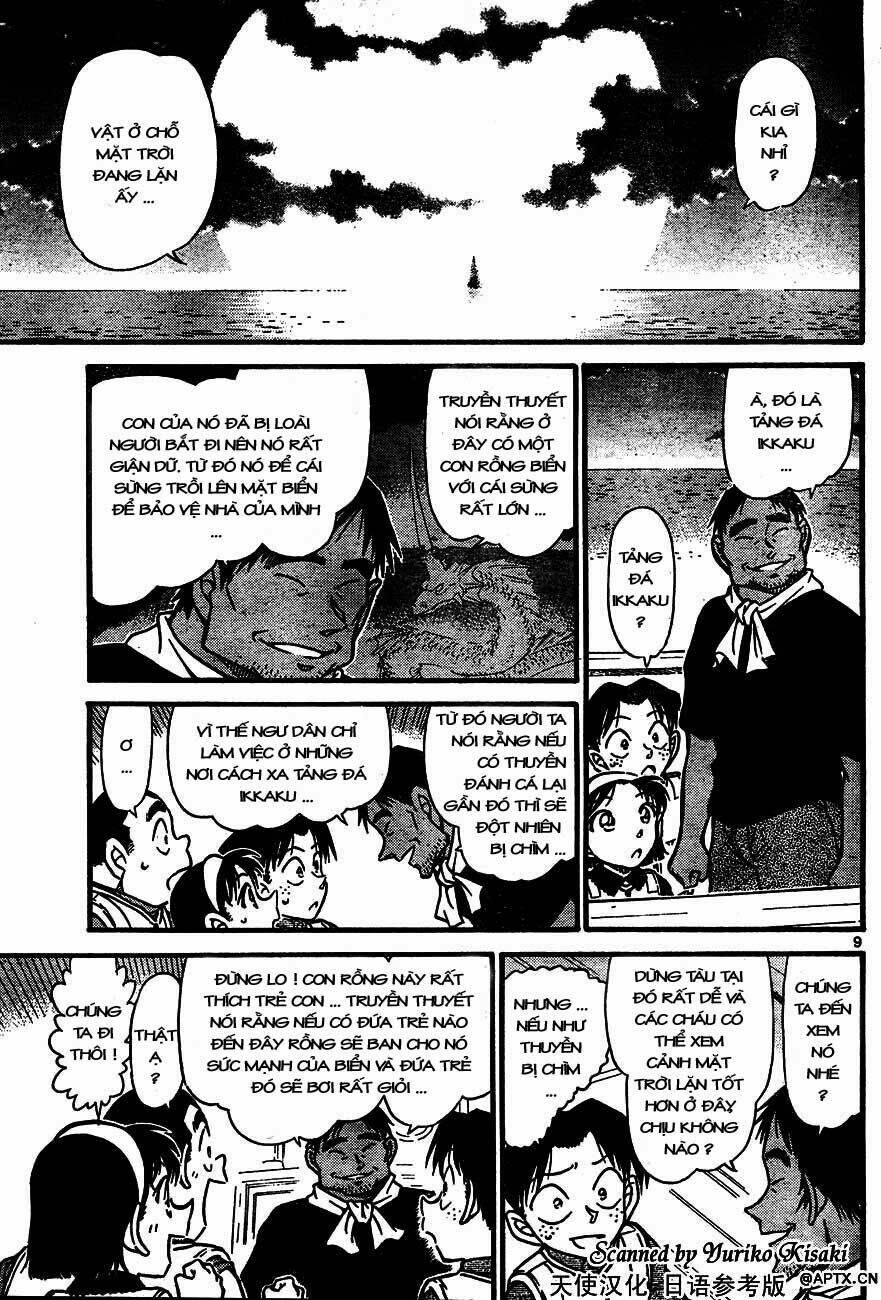 CÁI GÌ
KIA
NHỈ
?
VẬT Ở CHỖ
MẶT TRỜI
ĐANG LẶN
ẤY ...
À, ĐÓ LÀ
TẢNG ĐÁ
IKKAKU
...
TẢNG
ĐÁ
IKKAKU
?
TRUYỀN THUYẾT
NÓI RẰNG Ở
ĐÂY CÓ MỘT
CON RỒNG BIỂN
VỚI CÁI SỪNG
RẤT LỚN ...
CON CỦA NÓ ĐÃ BỊ LOÀI
NGƯỜI BẮT ĐI NÊN NÓ RẤT
GIẬN DỮ. TỪ ĐÓ NÓ ĐỂ CÁI
SỪNG TRỒI LÊN MẶT BIỂN
ĐỂ BẢO VỆ NHÀ CỦA MÌNH
...
TỪ ĐÓ NGƯỜI TA
NÓI RẰNG NẾU
CÓ THUYỀN
ĐÁNH CÁ LẠI
GẦN ĐÓ THÌ SẼ
ĐỘT NHIÊN
BỊ CHÌM ...
VÌ THẾ NGƯ DÂN CHỈ
LÀM VIỆC Ở NHỮNG
NƠI CÁCH XA TẢNG ĐÁ
IKKAKU ...
Ơ
...
9
CHÚNG
TA ĐẾN
XEM
NÓ
NHÉ
?
DỪNG TÀU TẠI
ĐÓ RẤT DỄ VÀ
CÁC CHÁU CÓ
THỂ XEM
CẢNH MẶT
TRỜI LẶN TỐT
HƠN Ở ĐÂY,
CHỊU KHÔNG
NÀO ?
NHƯNG ...
NẾU NHƯ
THUYỀN
BỊ CHÌM
...
ĐỪNG LO ! CON RỒNG NÀY RẤT
THÍCH TRẺ CON ... TRUYỀN THUYẾT
NÓI RẰNG NẾU CÓ ĐỨA TRẺ NÀO
ĐẾN ĐÂY RỒNG SẼ BAN CHO NÓ
SỨC MẠNH CỦA BIỂN VÀ ĐỨA TRẺ
ĐÓ SẼ BƠI RẤT GIỎI ...
THẬT
Ạ ?
CHÚNG
TA ĐI
THÔI !
Scanned by Yuriko Kisaki
天使汉化 日语参考版
@APTX.CN